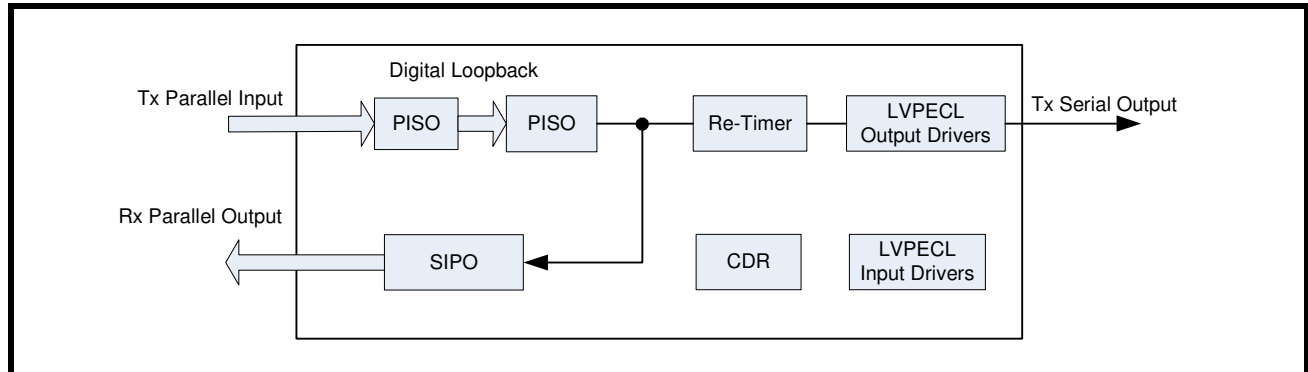 Digital Loopback
Tx Parallel Input
PISO
PISO
Re-Timer
LVPECL
Output Drivers
Tx Serial Output
Rx Parallel Output
SIPO
CDR
LVPECL
Input Drivers